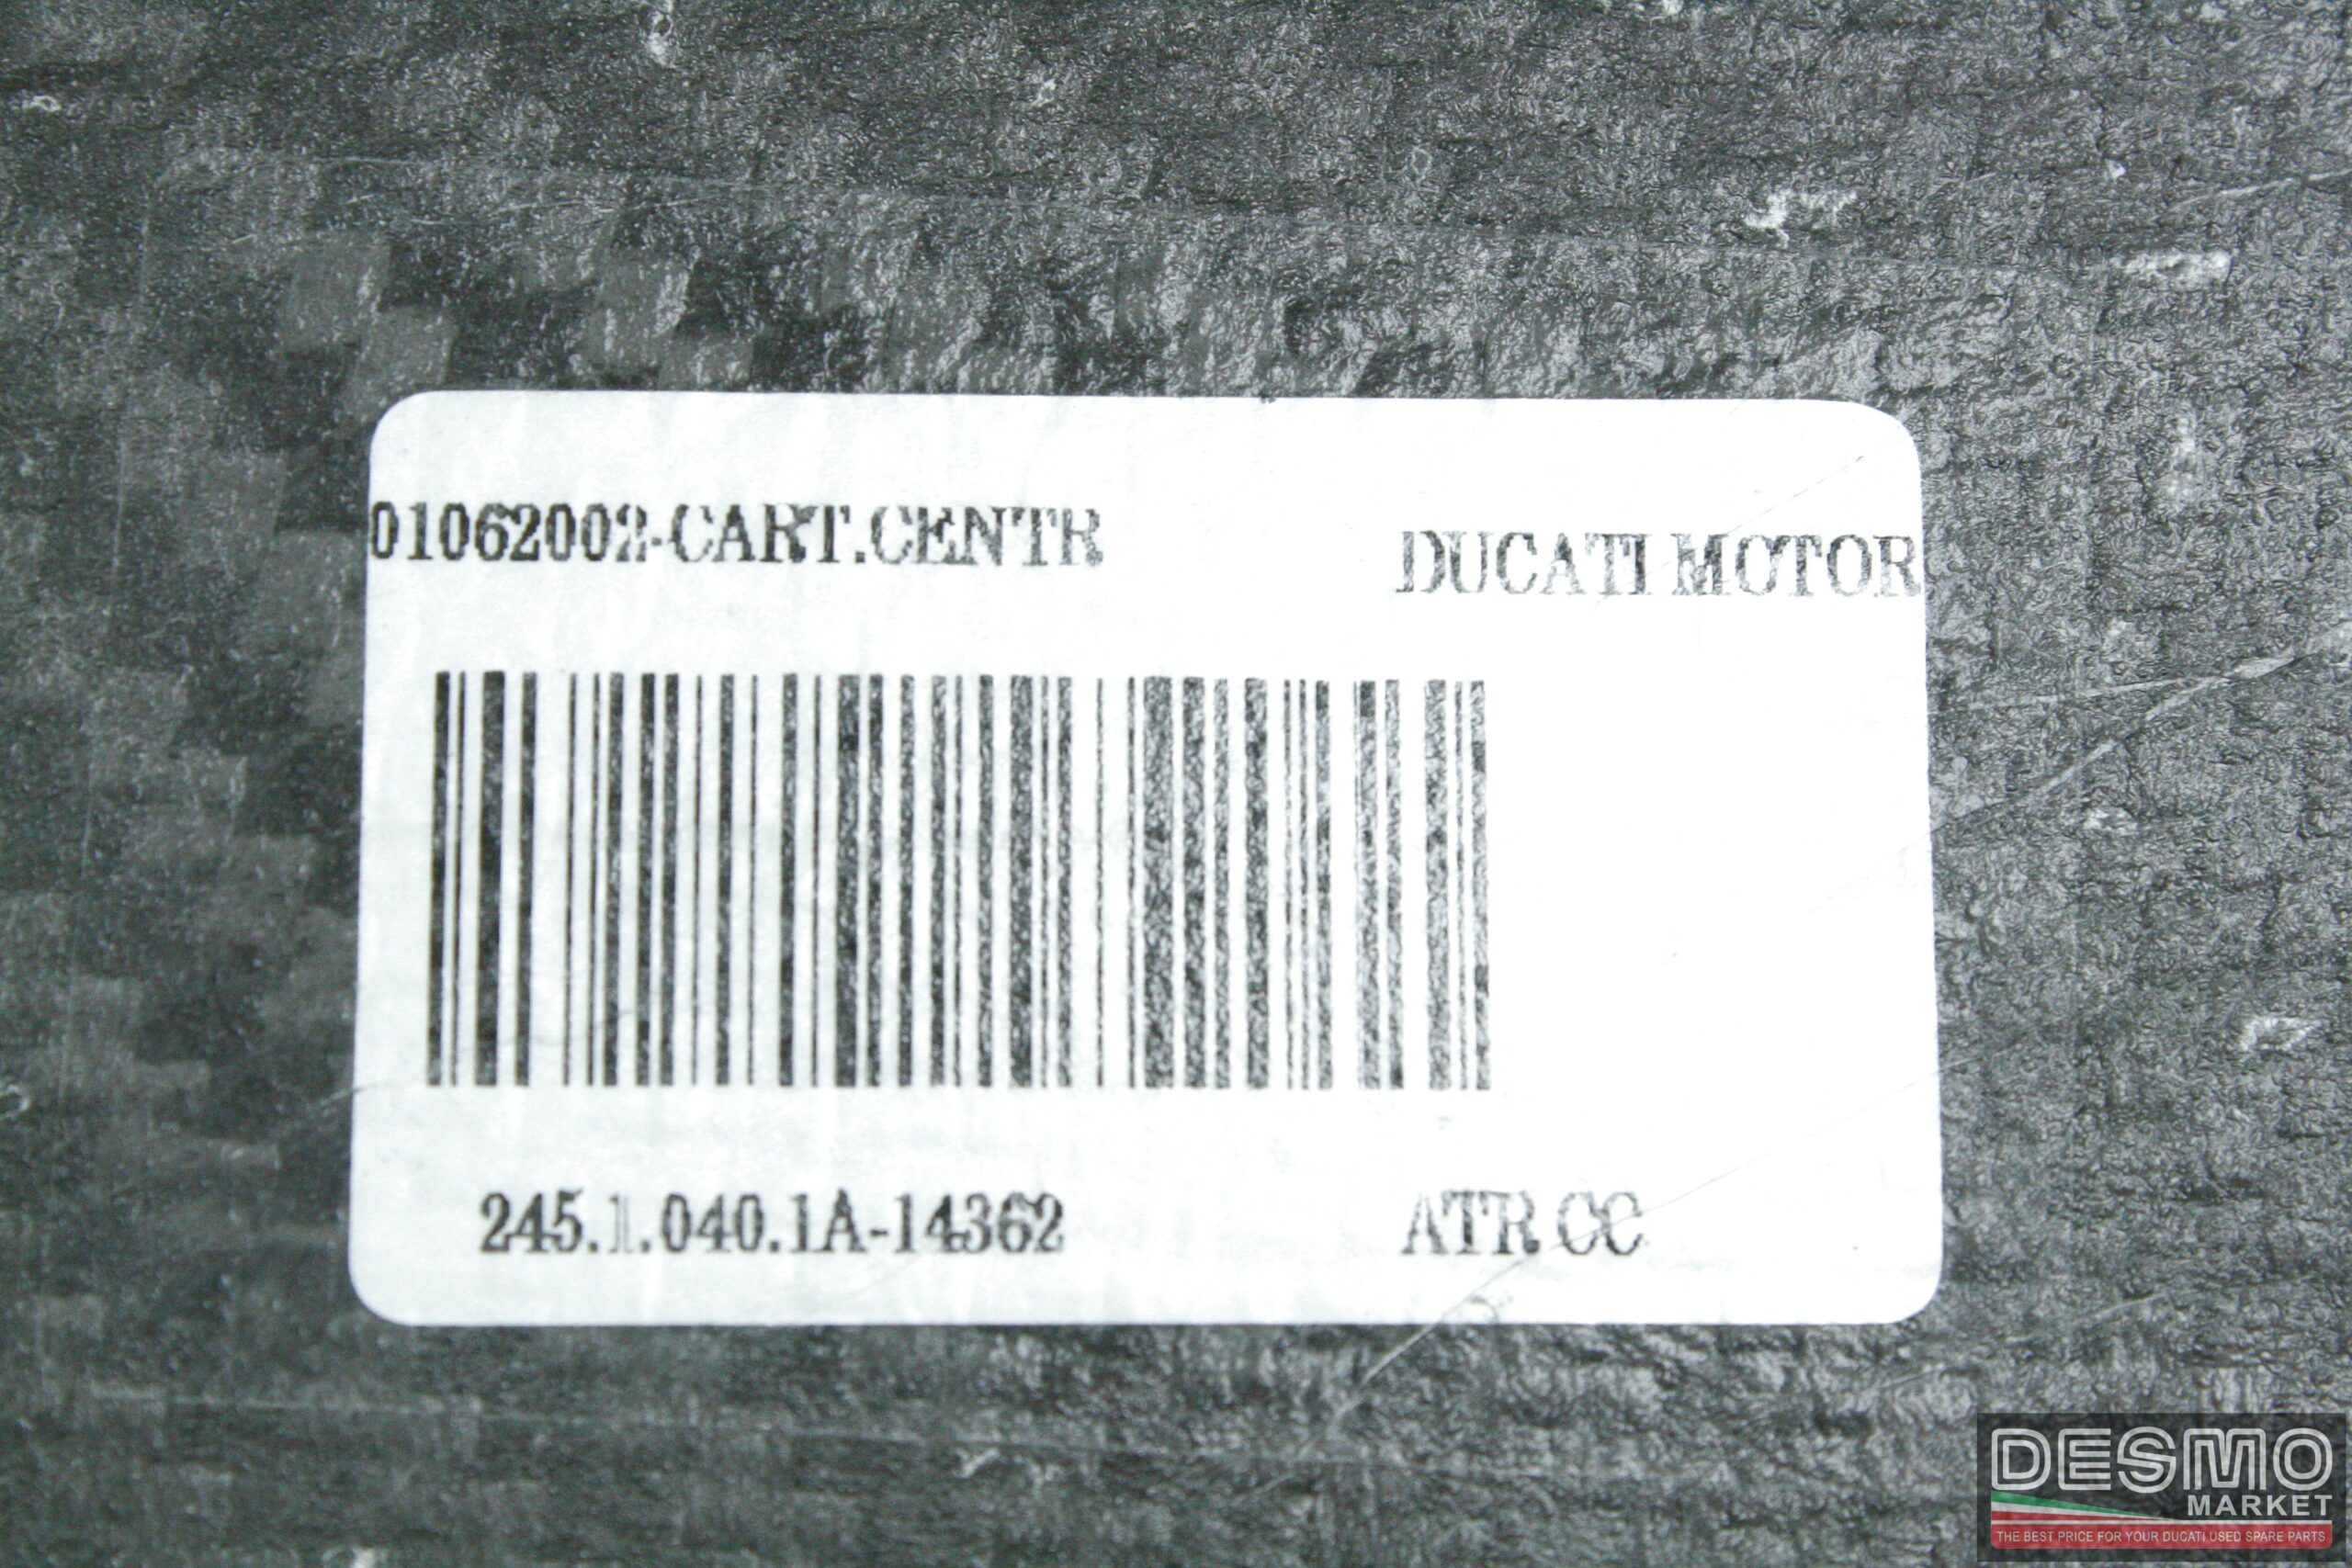 01062002-CART.CENTR
DUCATI MOTOR
245.1.040.1A-14362
ATR CC
DESMO
MARKET
THE BEST PRICE FOR YOUR DUCATI USED SPARE PARTS